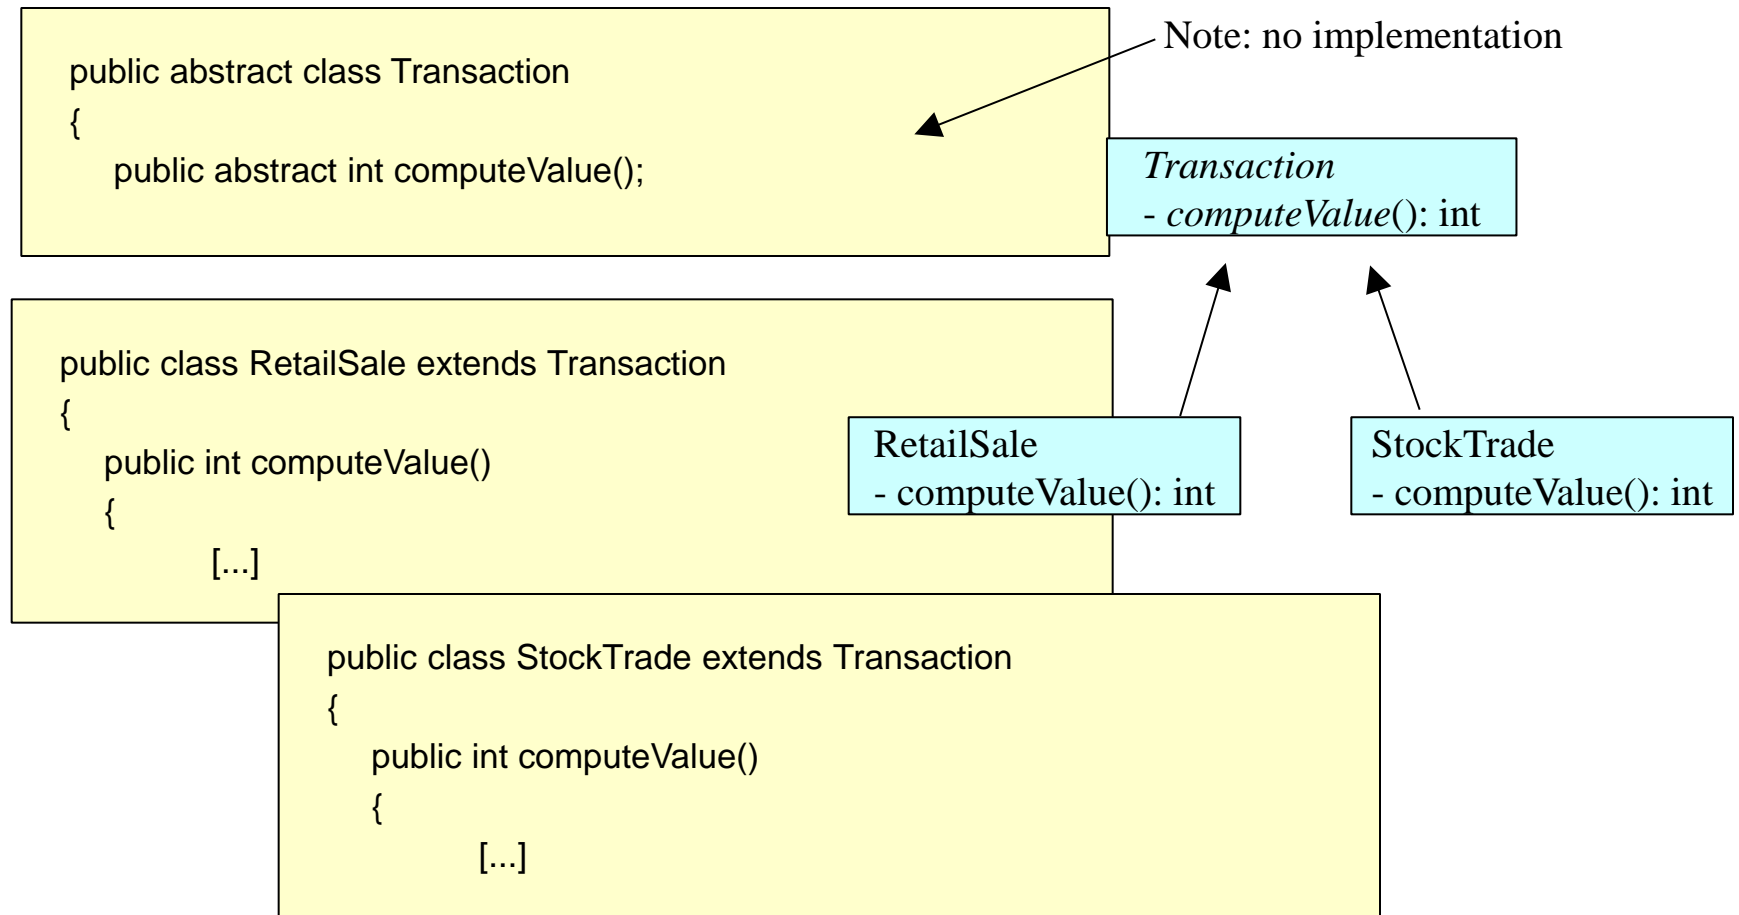 public abstract class Transaction
{
public abstract int computeValue();
Note: no implementation
Transaction
- computeValue(): int
public class RetailSale extends Transaction
{
public int computeValue()
{
[...]
RetailSale
- computeValue(): int
StockTrade
- computeValue(): int
public class StockTrade extends Transaction
{
public int computeValue()
{
[...]